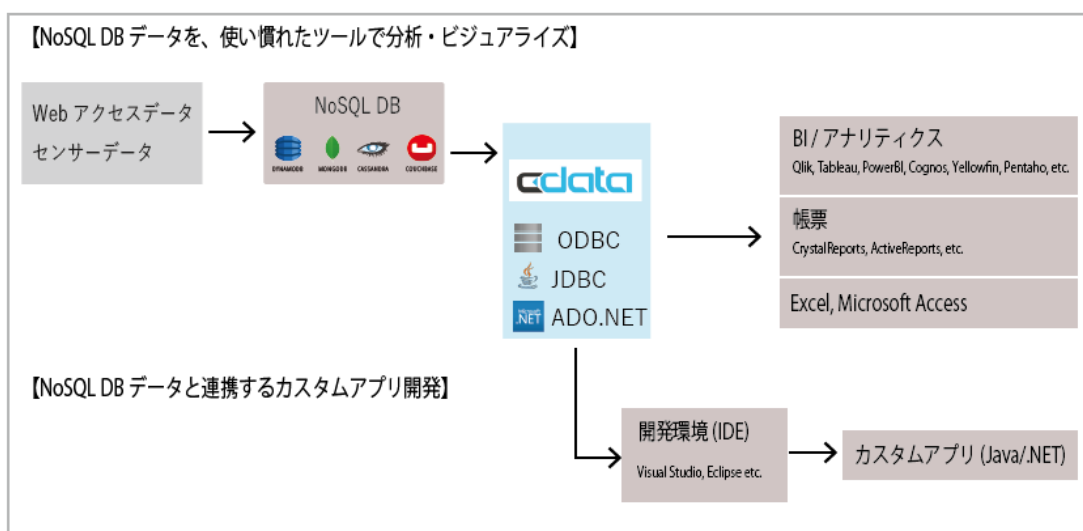 【NoSQL DB データを、使い慣れたツールで分析・ビジュアライズ】
Web アクセスデータ
センサーデータ
NoSQL DB
DYNAMODB
MONGODB
CASSANDRA
COUCHBASE
cdata
ODBC
JDBC
Microsoft
.NET
ADO.NET
BI / アナリティクス
Qlik, Tableau, PowerBI, Cognos, Yellowfin, Pentaho, etc.
帳票
CrystalReports, ActiveReports, etc.
Excel, Microsoft Access
【NoSQL DB データと連携するカスタムアプリ開発】
開発環境 (IDE)
Visual Studio, Eclipse etc.
カスタムアプリ (Java/.NET)